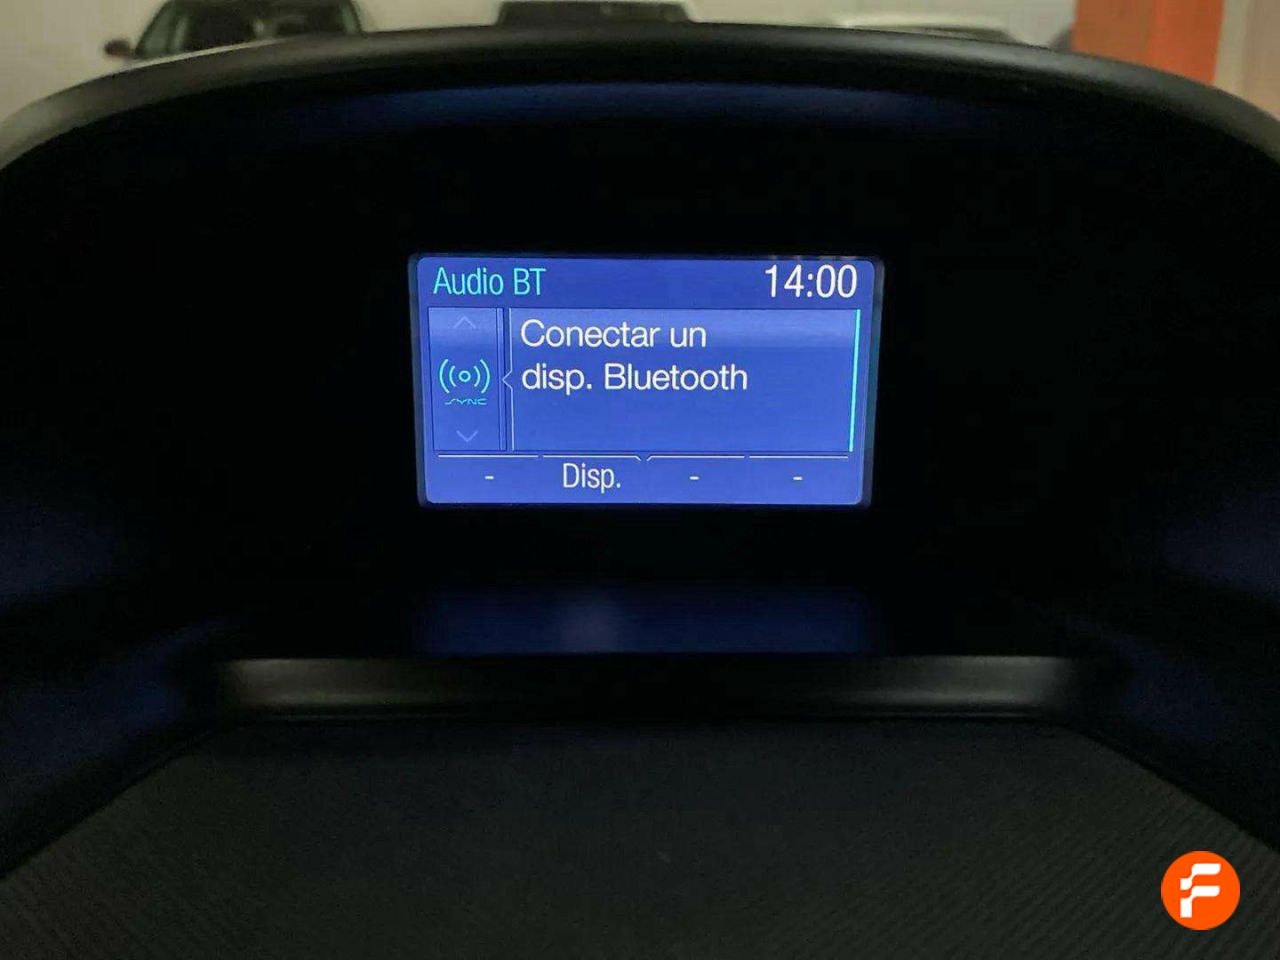 Audio BT 14:00
Conectar un
disp. Bluetooth
SYNC
- Disp. - -
F